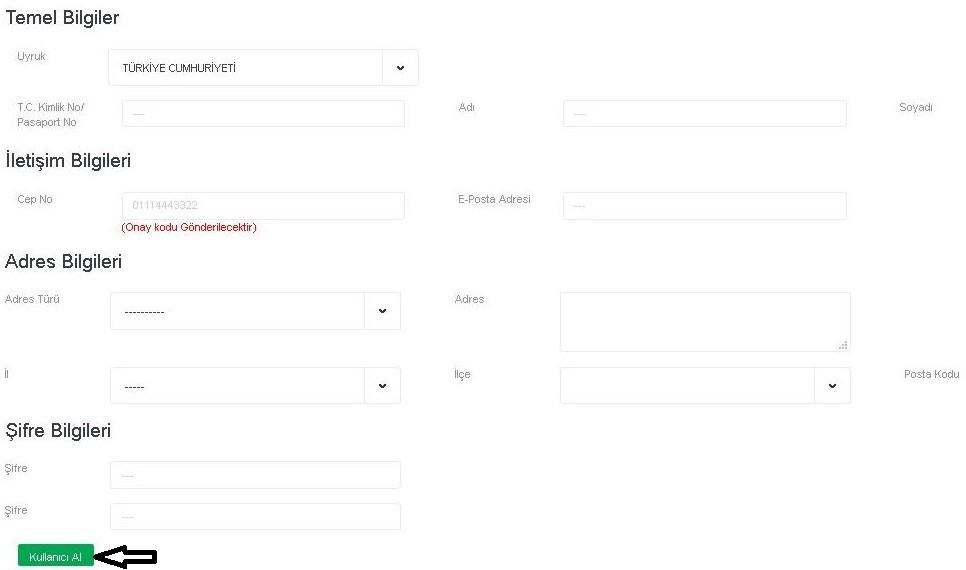 Temel Bilgiler
Uyruk
TÜRKİYE CUMHURİYETİ
T.C. Kimlik No/
Pasaport No
---
Adı
---
Soyadı
İletişim Bilgileri
Cep No
01114443322
(Onay kodu Gönderilecektir)
E-Posta Adresi
---
Adres Bilgileri
Adres Türü
----------
Adres
İl
-----
İlçe
Posta Kodu
Şifre Bilgileri
Şifre
---
Şifre
---
Kullanıcı Al